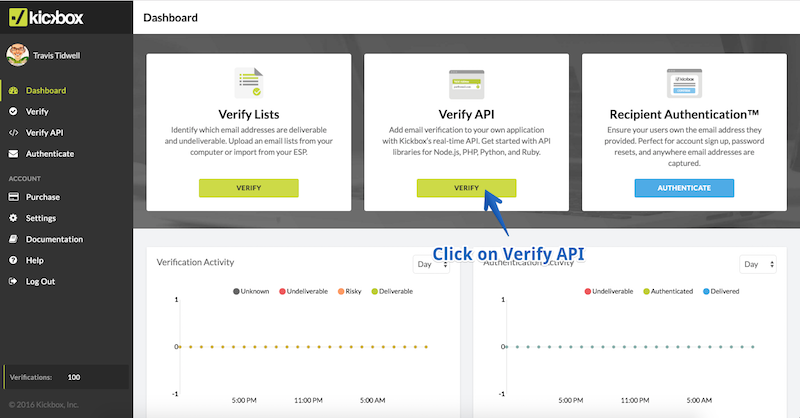 kickbox
Travis Tidwell
Dashboard
Verify
Verify API
Authenticate
ACCOUNT
Purchase
Settings
Documentation
Help
Log Out
Verifications: 100
© 2016 Kickbox, Inc.
Dashboard
Verify Lists
Identify which email addresses are deliverable
and undeliverable. Upload an email lists from your
computer or import from your ESP.
VERIFY
Verify API
Add email verification to your own application
with Kickbox's real-time API. Get started with API
libraries for Node.js, PHP, Python, and Ruby.
VERIFY
Recipient Authentication™
Ensure your users own the email address they
provided. Perfect for account sign up, password
resets, and anywhere email addresses are
captured.
AUTHENTICATE
Click on Verify API
Verification Activity
Day
Unknown Undeliverable Risky Deliverable
1
0
-1
5:00 PM 11:00 PM 5:00 AM
Authentication Activity
Day
Undeliverable Authenticated Delivered
1
0
-1
5:00 PM 11:00 PM 5:00 AM